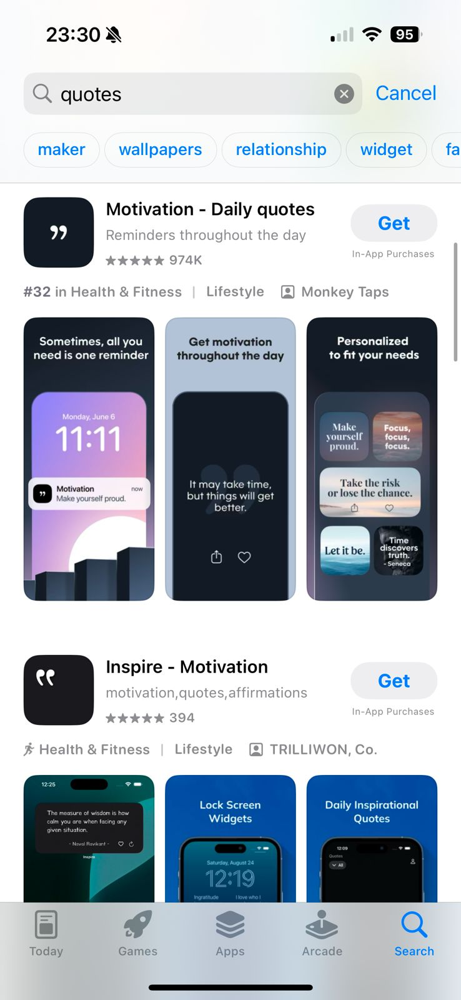 23:30
95
quotes
Cancel
maker
wallpapers
relationship
widget
fa
Motivation - Daily quotes
Reminders throughout the day
★★★★★ 974K
Get
In-App Purchases
#32 in Health & Fitness | Lifestyle
Monkey Taps
Sometimes, all you
need is one reminder
Monday, June 6
11:11
Motivation
now
Make yourself proud.
Get motivation
throughout the day
It may take time,
but things will get
better.
Personalized
to fit your needs
Make
yourself
proud.
Focus,
focus,
focus.
Take the risk
or lose the chance.
Let it be.
Time
discovers
truth.
- Seneca
Inspire - Motivation
motivation,quotes,affirmations
★★★★★ 394
Get
In-App Purchases
Health & Fitness | Lifestyle
TRILLIWON, Co.
12:25
The measure of wisdom is how
calm you are when facing any
given situation.
- Naval Ravikant -
Inspire
Lock Screen
Widgets
Saturday, August 24
12:19
Ingratitude
I love who I
Daily Inspirational
Quotes
12:09
Quotes
All
Today
Games
Apps
Arcade
Search